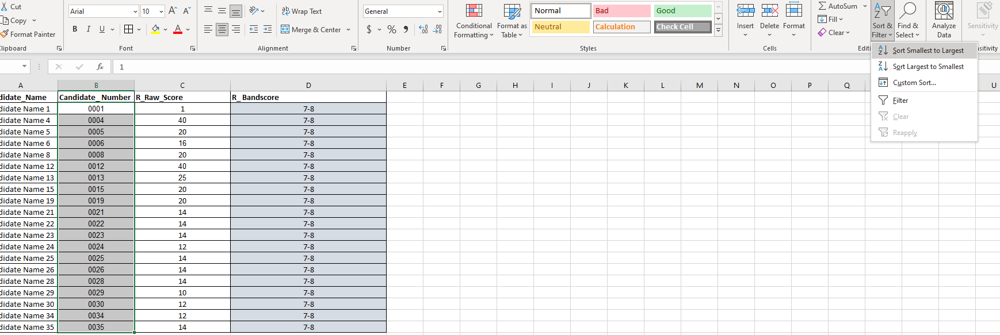 Cut
Copy
Format Painter
lipboard
Arial
10
A A
B I U
A
Font
Wrap Text
Merge & Center
Alignment
General
$ % 9
Number
Conditional
Formatting
Format as
Table
Normal
Bad
Good
Neutral
Calculation
Check Cell
Styles
Insert
Delete
Format
Cells
AutoSum
Fill
Clear
Editi
Sort &
Filter
Find &
Select
Analyze
Data
Sensitivity
sitivity
Sort Smallest to Largest
Sort Largest to Smallest
Custom Sort...
Filter
Clear
Reapply
fx
1
A B C D E F G H I J K L M N O P Q U
didate_Name Candidate_ Number R_Raw_Score R_ Bandscore
didate Name 1 0001 1 7-8
didate Name 4 0004 40 7-8
didate Name 5 0005 20 7-8
didate Name 6 0006 16 7-8
didate Name 8 0008 20 7-8
didate Name 12 0012 40 7-8
didate Name 13 0013 25 7-8
didate Name 15 0015 20 7-8
didate Name 19 0019 20 7-8
didate Name 21 0021 14 7-8
didate Name 22 0022 14 7-8
didate Name 23 0023 14 7-8
didate Name 24 0024 12 7-8
didate Name 25 0025 14 7-8
didate Name 26 0026 14 7-8
didate Name 28 0028 14 7-8
didate Name 29 0029 10 7-8
didate Name 30 0030 12 7-8
didate Name 34 0034 12 7-8
didate Name 35 0035 14 7-8